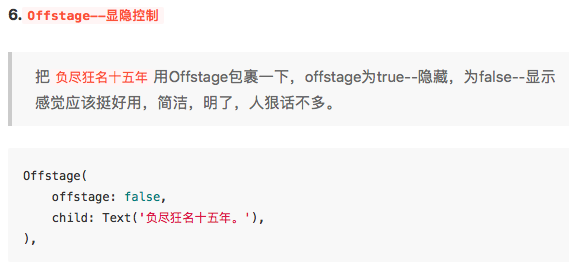 6. Offstage--显隐控制
把 负尽狂名十五年 用Offstage包裹一下，offstage为true--隐藏，为false--显示
感觉应该挺好用，简洁，明了，人狠话不多。
Offstage(
    offstage: false,
    child: Text('负尽狂名十五年。'),
),